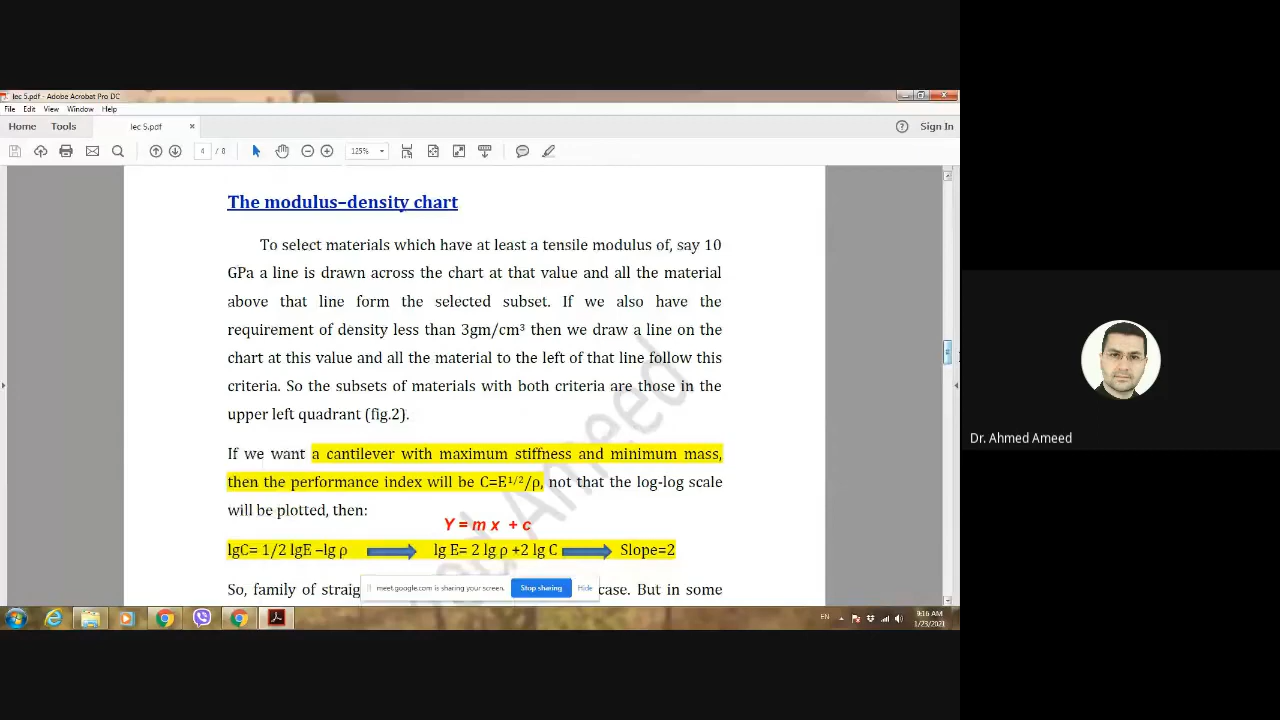 lec 5.pdf - Adobe Acrobat Pro DC
File Edit View Window Help
Home Tools lec 5.pdf × Sign In
4 / 8 125%
The modulus–density chart
To select materials which have at least a tensile modulus of, say 10
GPa a line is drawn across the chart at that value and all the material
above that line form the selected subset. If we also have the
requirement of density less than 3gm/cm³ then we draw a line on the
chart at this value and all the material to the left of that line follow this
criteria. So the subsets of materials with both criteria are those in the
upper left quadrant (fig.2).
If we want a cantilever with maximum stiffness and minimum mass,
then the performance index will be C=E¹/²/ρ, not that the log-log scale
will be plotted, then:
Y = m x + c
lgC= 1/2 lgE –lg ρ lg E= 2 lg ρ +2 lg C Slope=2
So, family of straig case. But in some
meet.google.com is sharing your screen. Stop sharing Hide
Ameed
EN 9:16 AM
1/23/2021
Dr. Ahmed Ameed